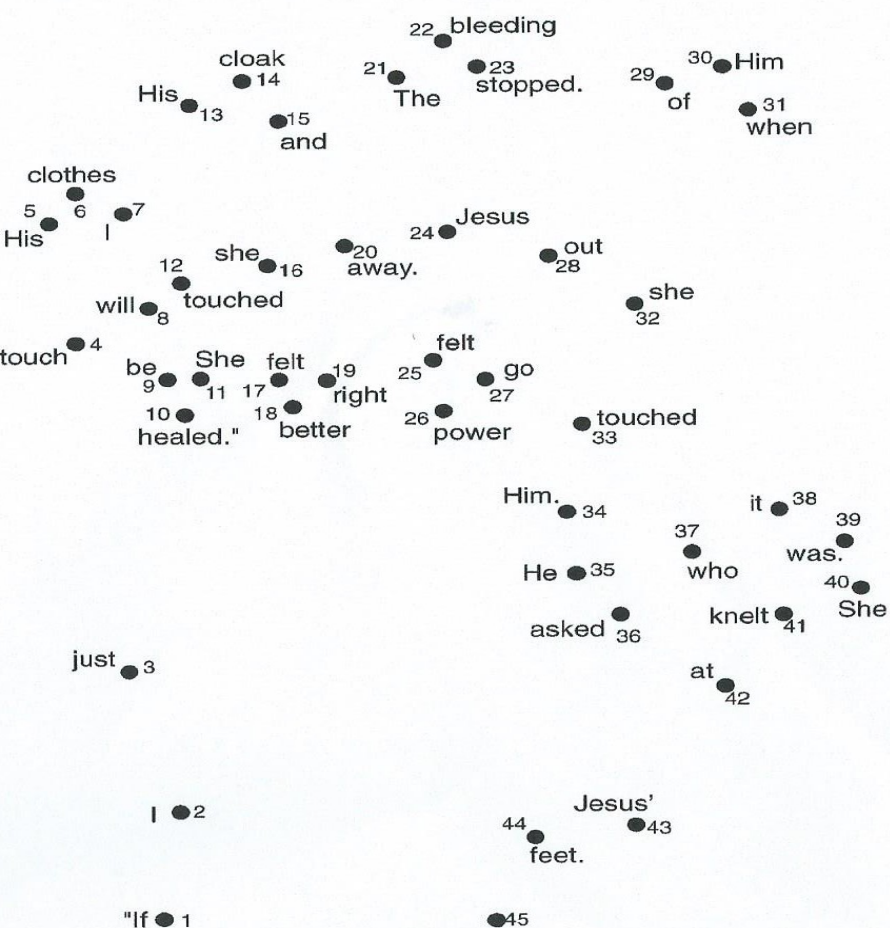 "If 1
I 2
just 3
touch 4
5 His
clothes 6
7 I
will 8
be 9
10 healed."
She 11
12 touched
His 13
cloak 14
15 and
she 16
felt 17
18 better
19 right
20 away.
21 The
22 bleeding
23 stopped.
24 Jesus
25 felt
26 power
go 27
out 28
29 of
30 Him
31 when
she 32
touched 33
Him. 34
He 35
asked 36
37 who
it 38
39 was.
40 She
knelt 41
at 42
Jesus' 43
44 feet.
45